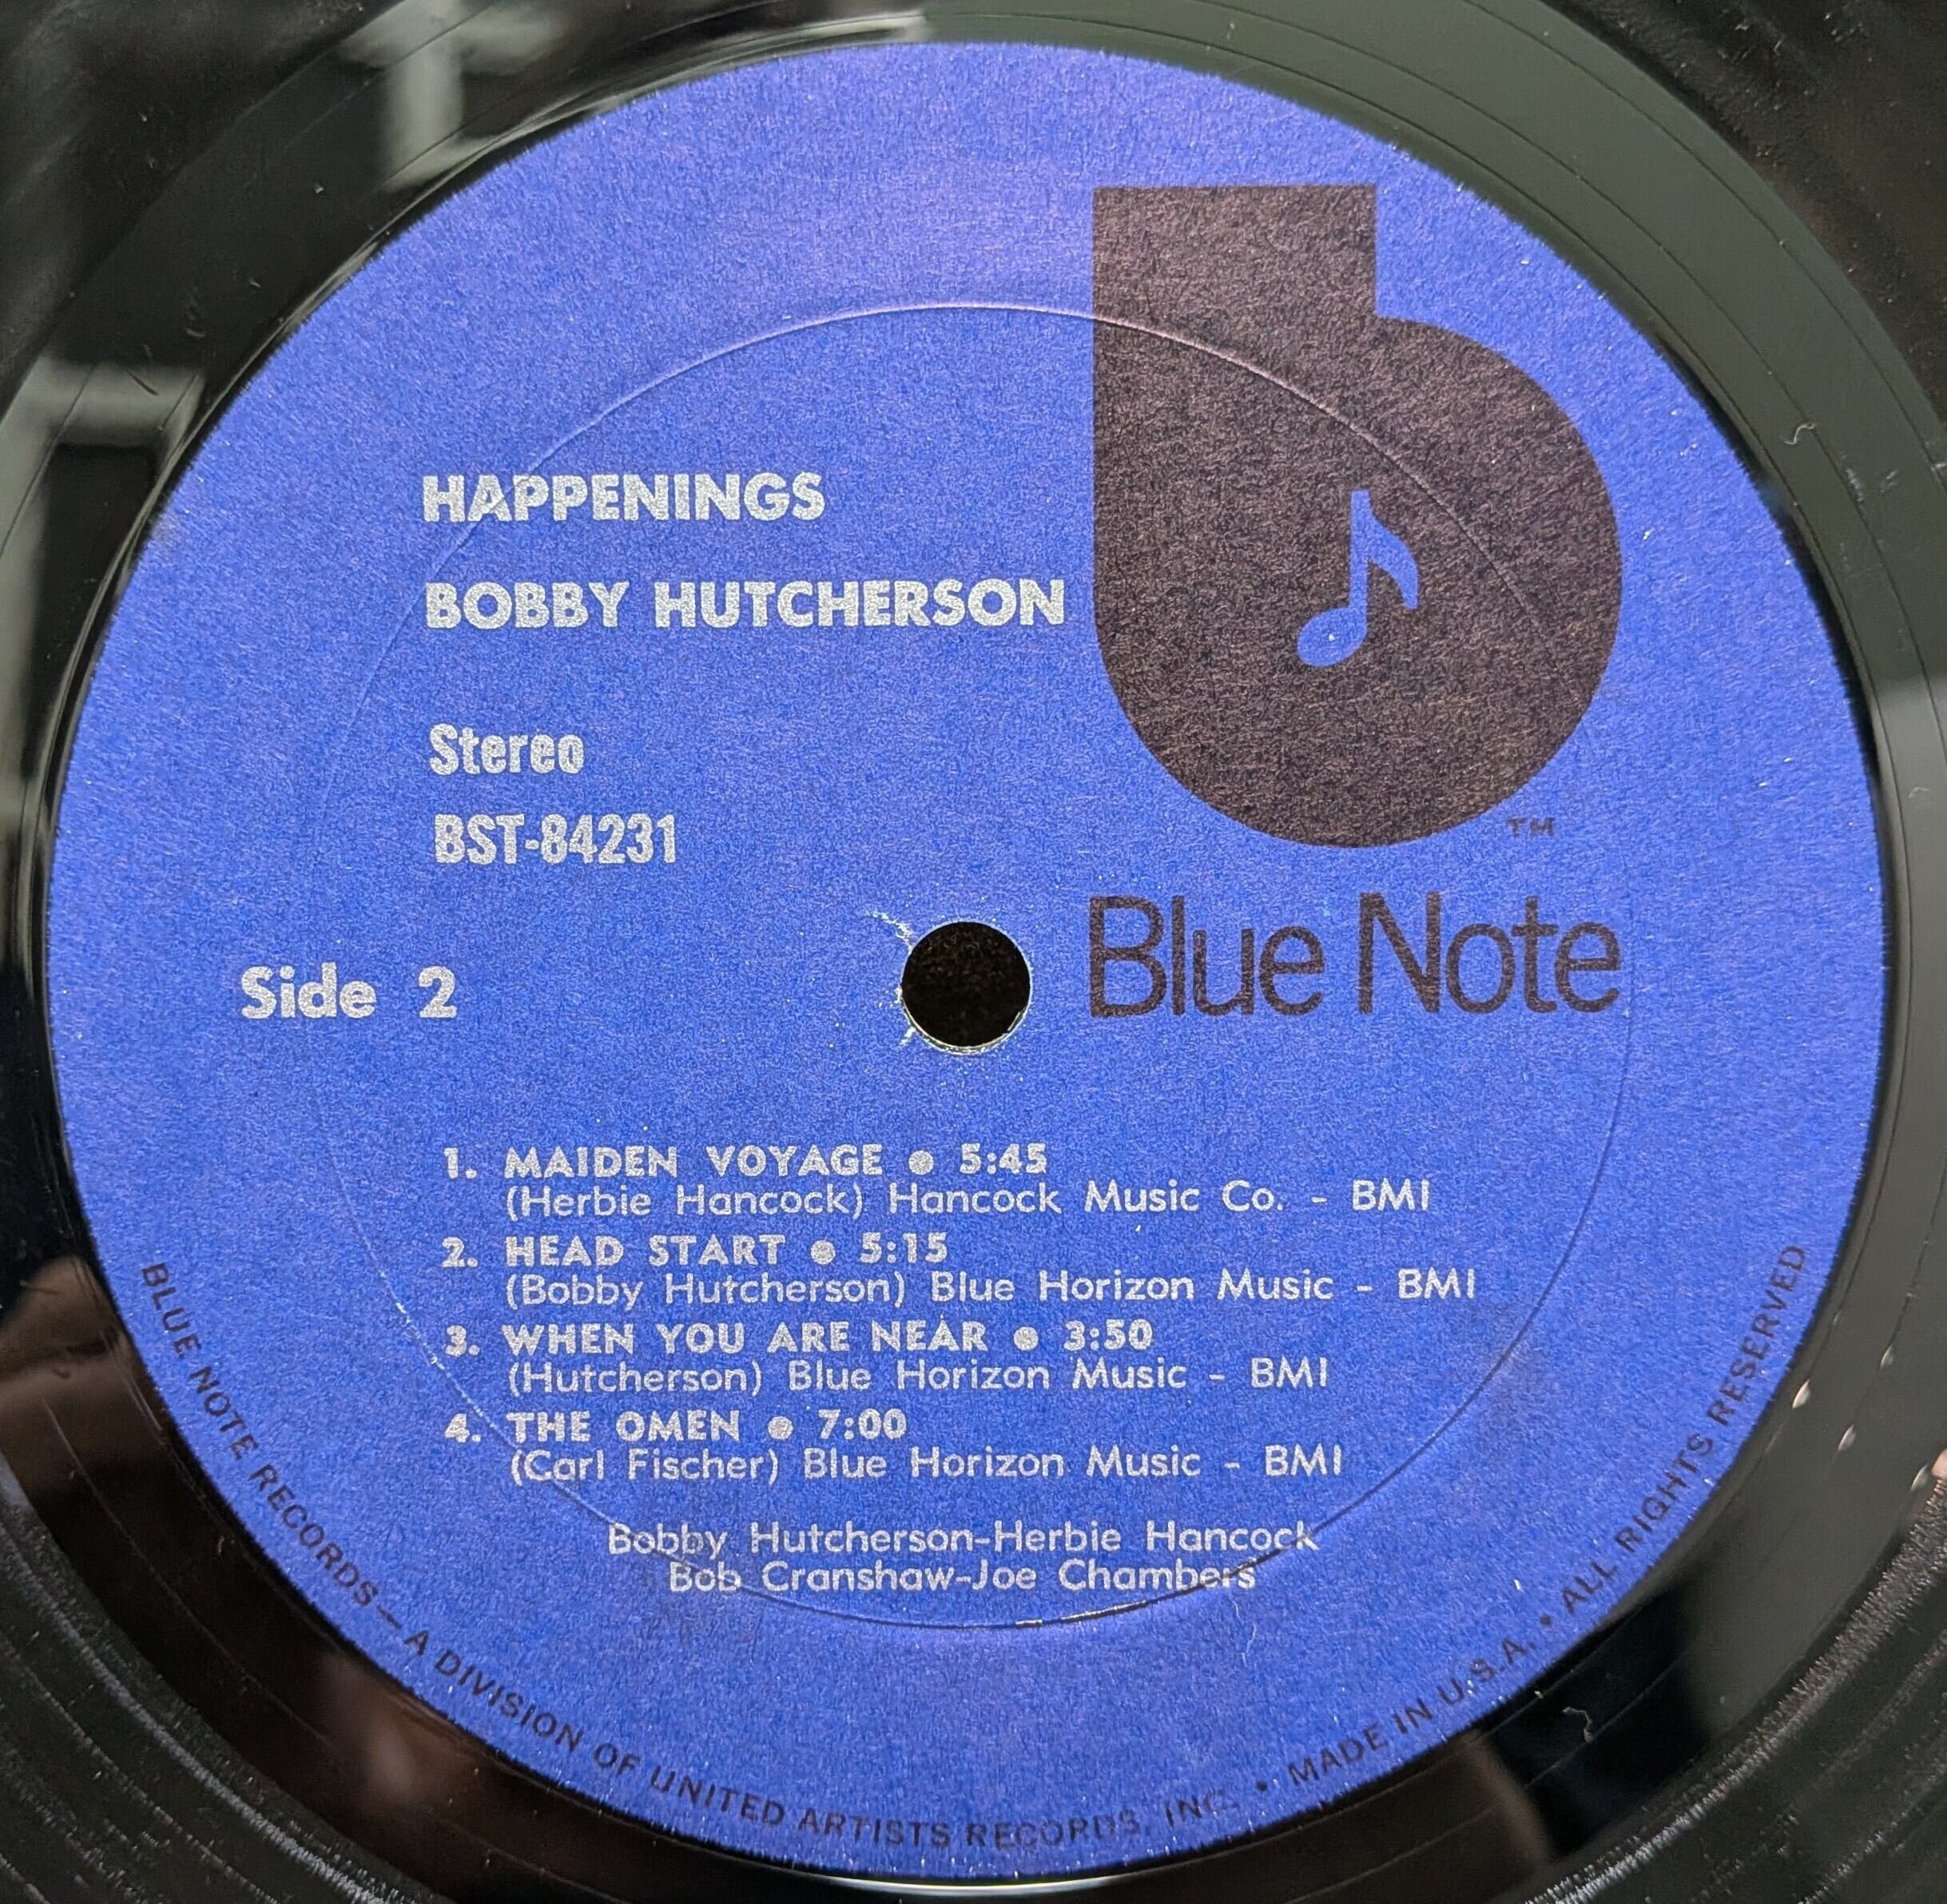 HAPPENINGS
BOBBY HUTCHERSON
Stereo
BST-84231
TM
Blue Note
Side 2
1. MAIDEN VOYAGE ● 5:45
(Herbie Hancock) Hancock Music Co. - BMI
2. HEAD START ● 5:15
(Bobby Hutcherson) Blue Horizon Music - BMI
3. WHEN YOU ARE NEAR ● 3:50
(Hutcherson) Blue Horizon Music - BMI
4. THE OMEN ● 7:00
(Carl Fischer) Blue Horizon Music - BMI
Bobby Hutcherson-Herbie Hancock
Bob Cranshaw-Joe Chambers
BLUE NOTE RECORDS—A DIVISION OF UNITED ARTISTS RECORDS, INC. • MADE IN U.S.A. • ALL RIGHTS RESERVED